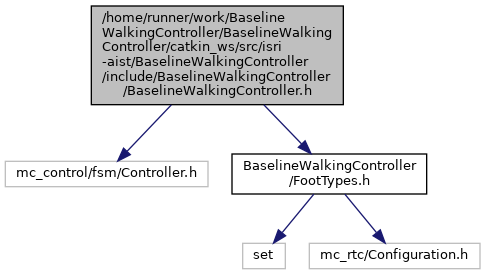 /home/runner/work/Baseline
WalkingController/BaselineWalking
Controller/catkin_ws/src/isri
-aist/BaselineWalkingController
/include/BaselineWalkingController
/BaselineWalkingController.h
mc_control/fsm/Controller.h
BaselineWalkingController
/FootTypes.h
set
mc_rtc/Configuration.h